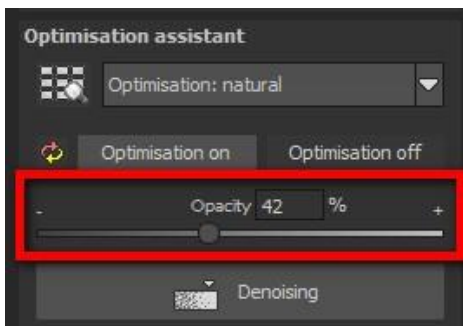 Optimisation assistant
Optimisation: natural
Optimisation on Optimisation off
- Opacity 42 % +
Denoising